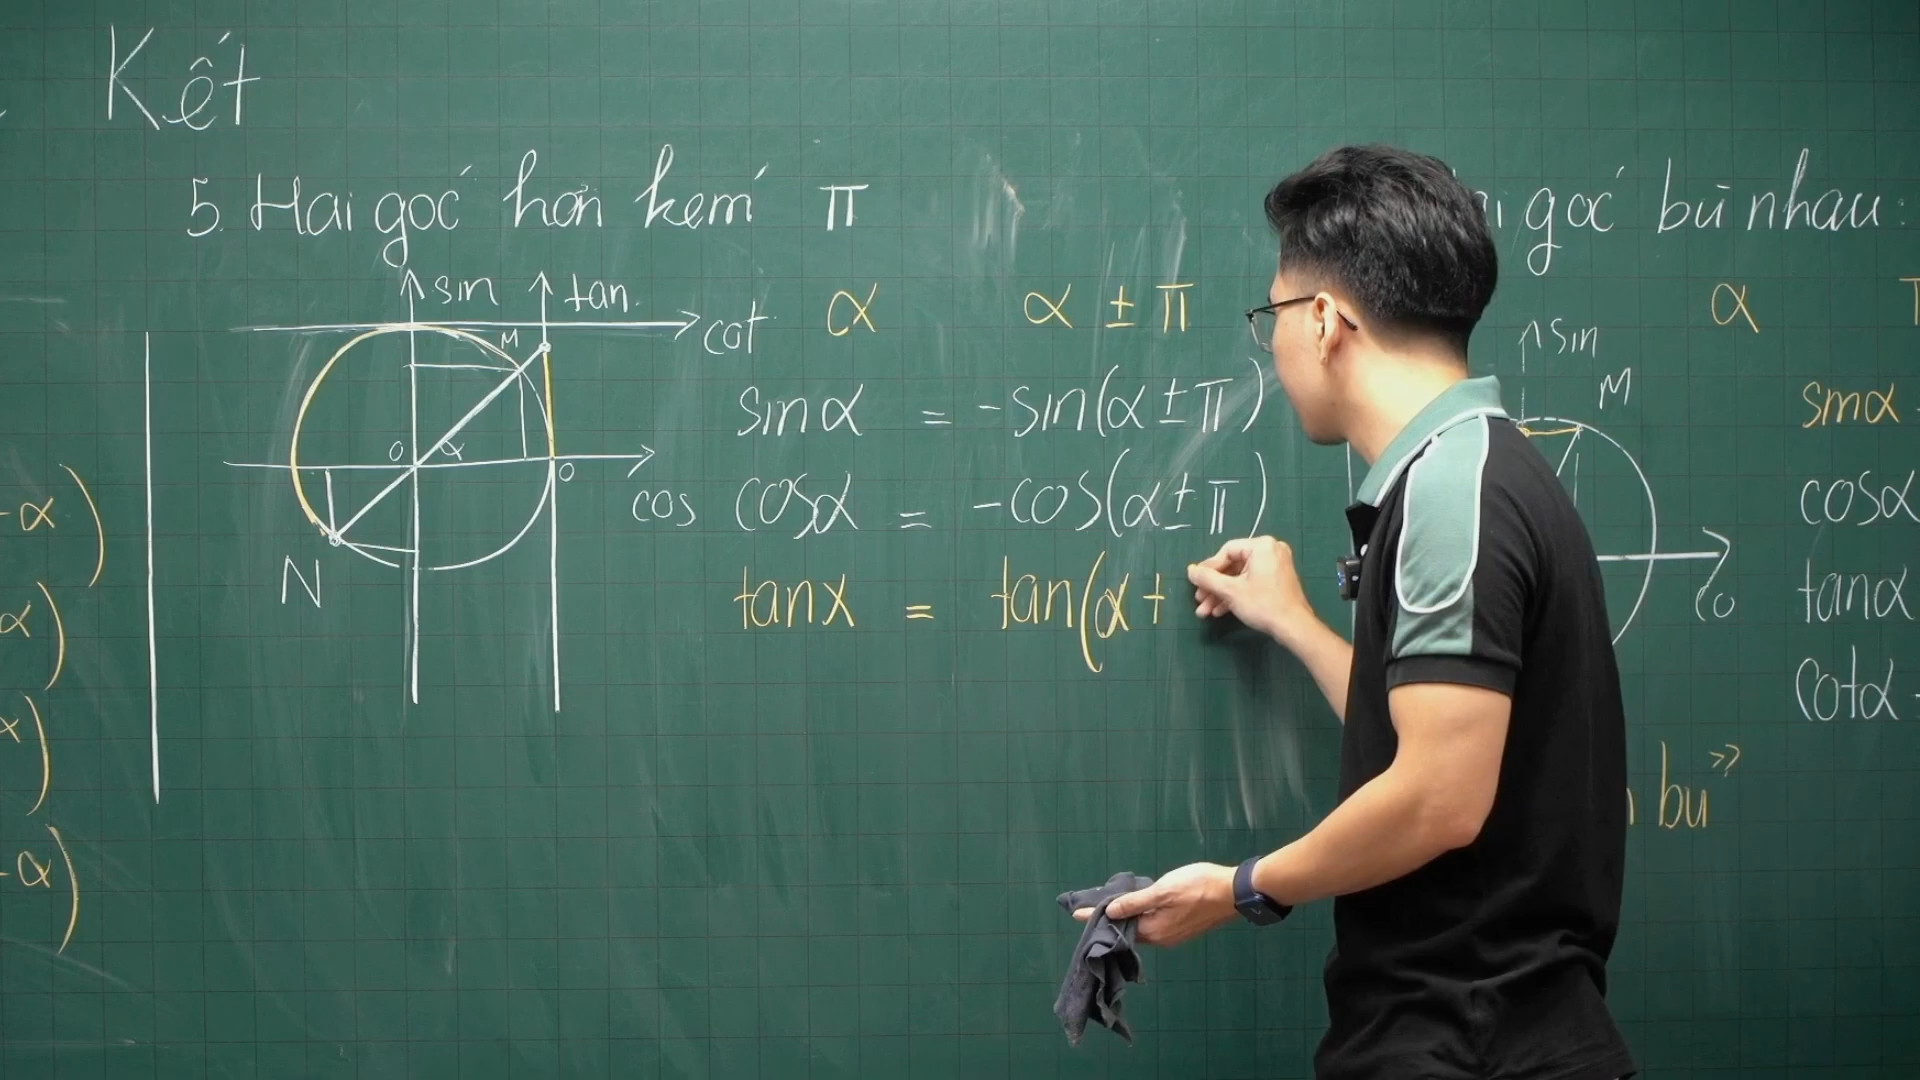 Kết
5. Hai góc hơn kém π
sin
tan
cot
M
O
α
O
cos
N
α α ± π
sinα = -sin(α ± π)
cosα = -cos(α ± π)
tanx = tan(α +
-α)
α)
)
-α)
góc bù nhau:
α
sin
M
co
sinα
cosα
tanα
cotα
bù”